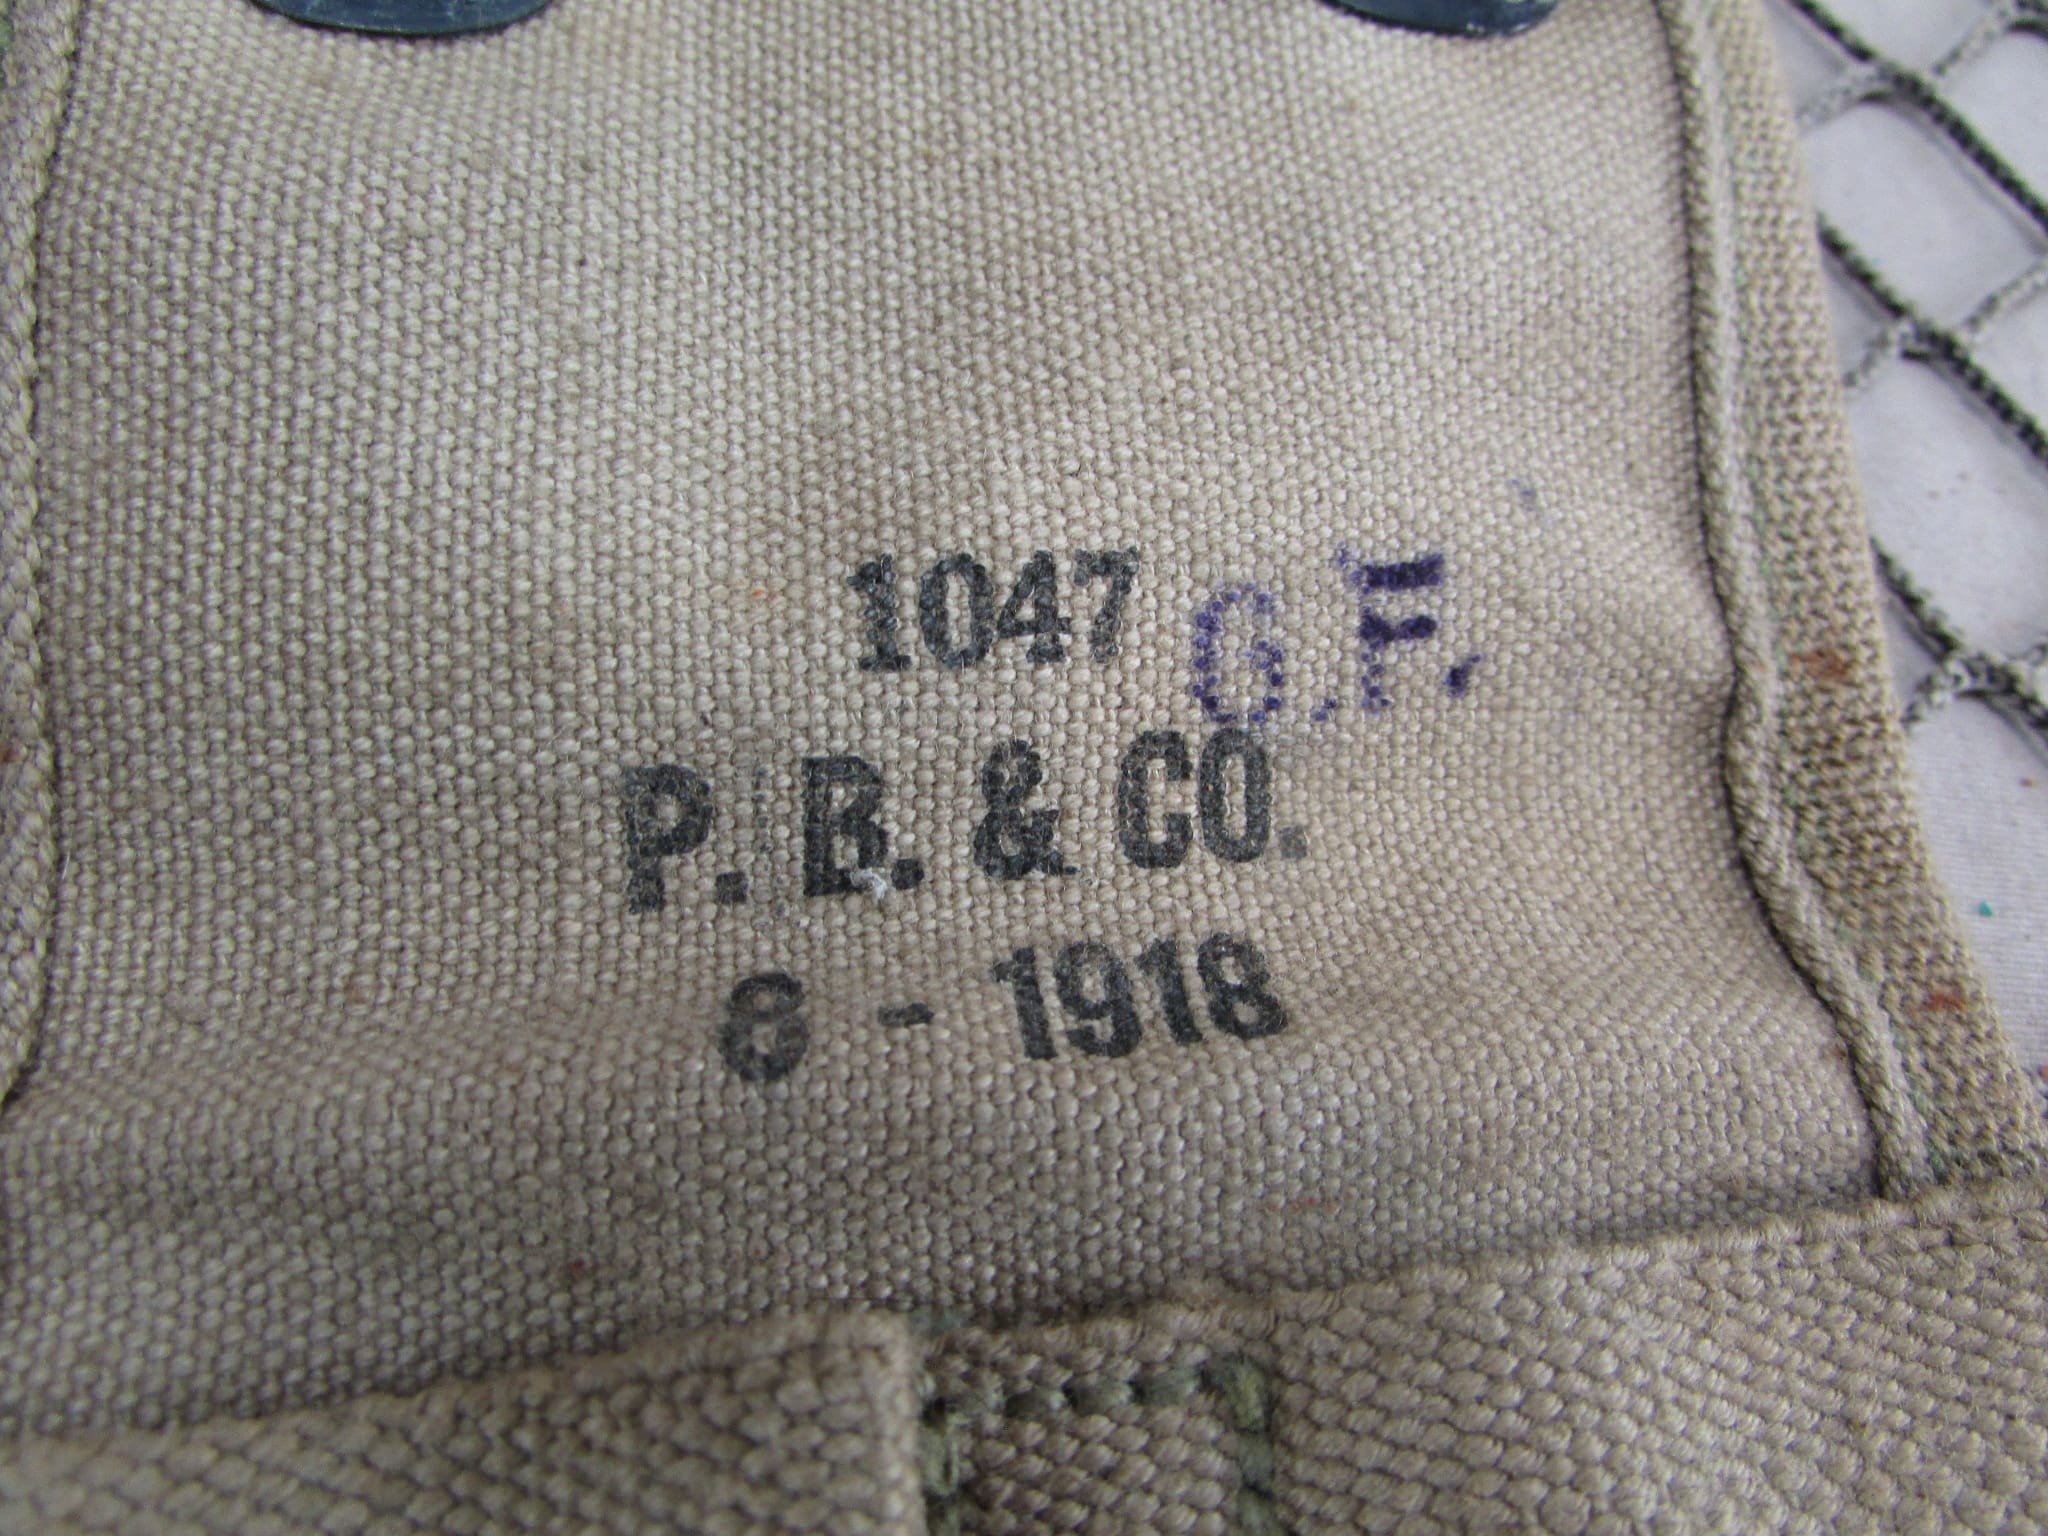 1047 G.F.
P. B. & CO.
8 - 1918